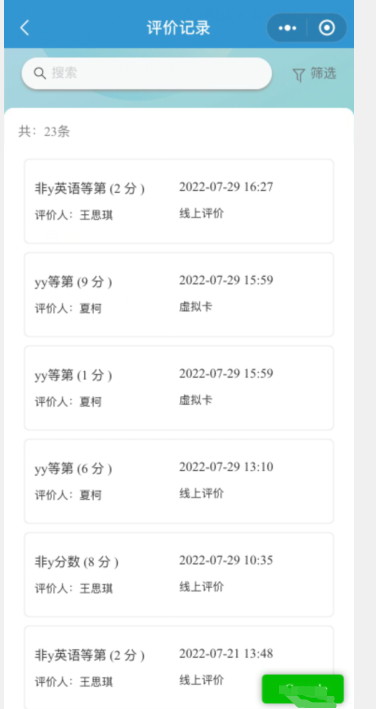 评价记录
搜索 筛选
共：23条
非y英语等第 (2 分 ) 2022-07-29 16:27
评价人：王思琪 线上评价
yy等第 (9 分 ) 2022-07-29 15:59
评价人：夏柯 虚拟卡
yy等第 (1 分 ) 2022-07-29 15:59
评价人：夏柯 虚拟卡
yy等第 (6 分 ) 2022-07-29 13:10
评价人：夏柯 线上评价
非y分数 (8 分 ) 2022-07-29 10:35
评价人：王思琪 线上评价
非y英语等第 (2 分 ) 2022-07-21 13:48
评价人：王思琪 线上评价